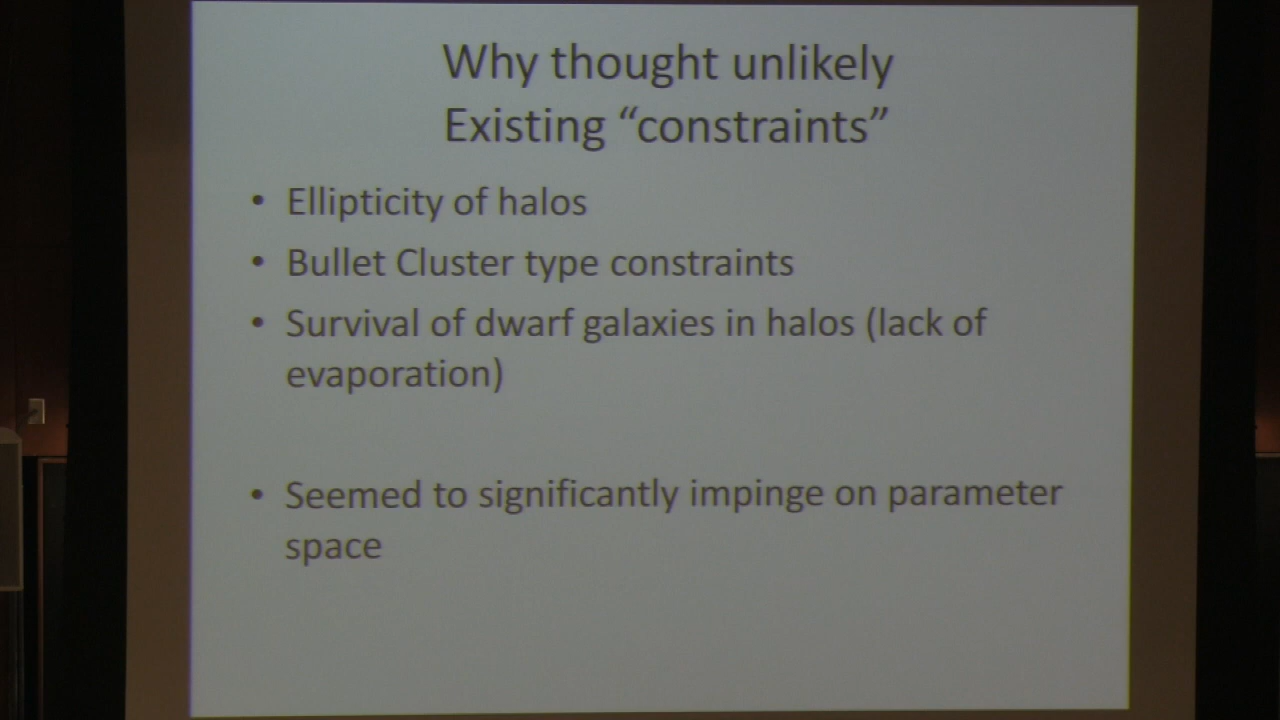 Why thought unlikely
Existing “constraints”
• Ellipticity of halos
• Bullet Cluster type constraints
• Survival of dwarf galaxies in halos (lack of
evaporation)
• Seemed to significantly impinge on parameter
space